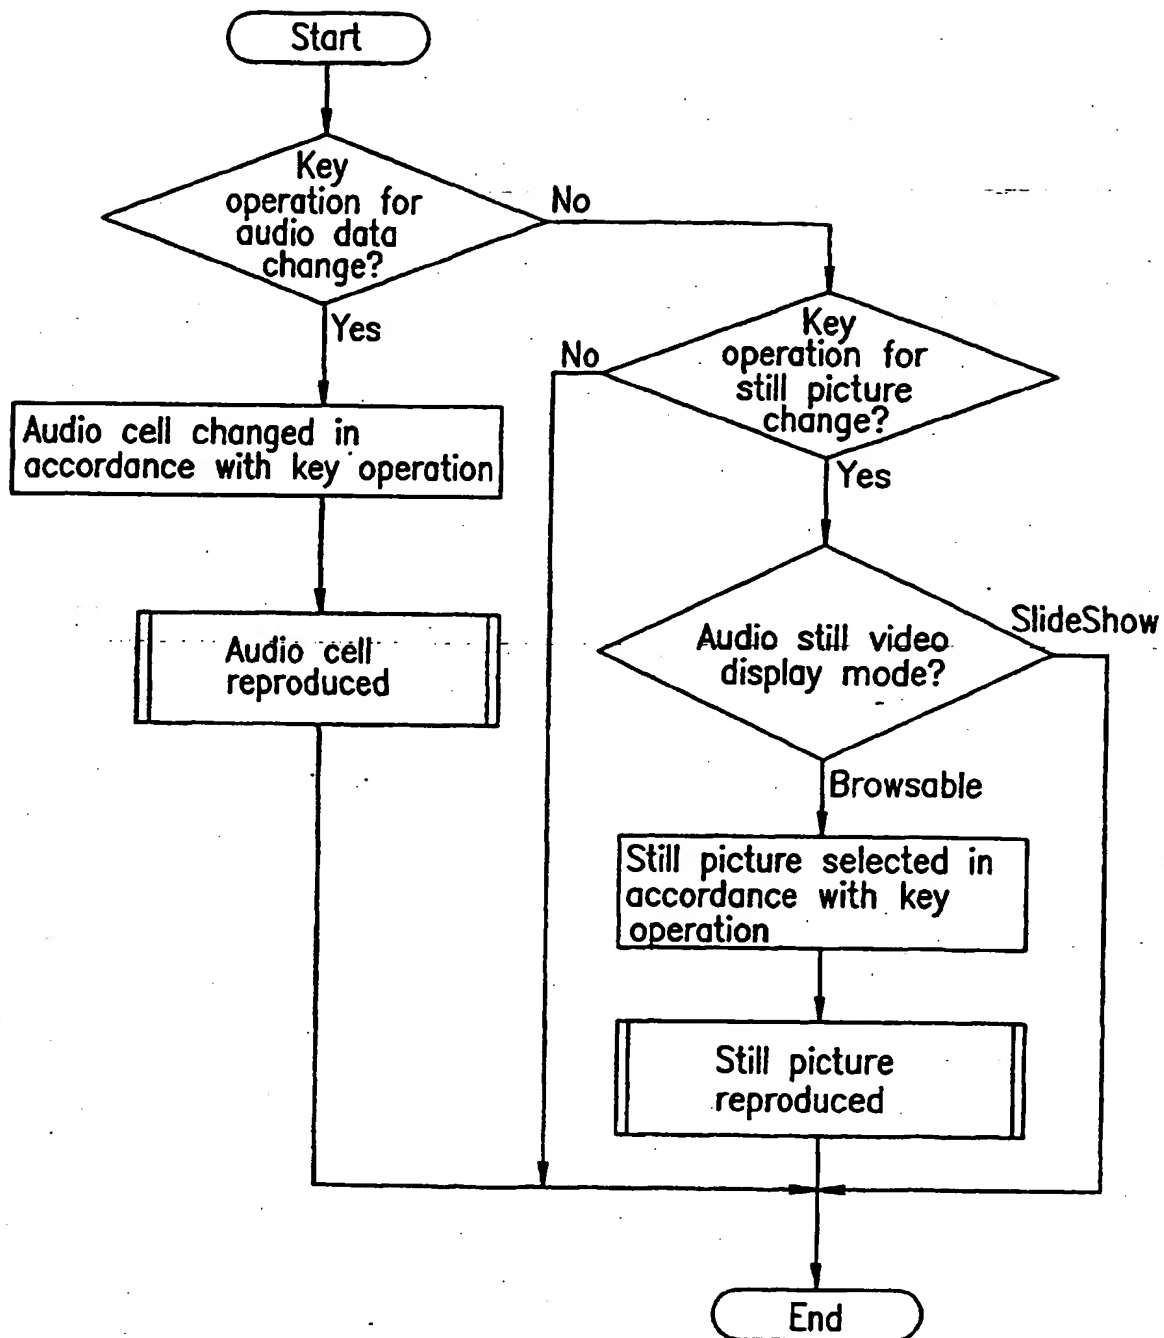 Start
Key
operation for
audio data
change?
No
Yes
Key
operation for
still picture
change?
No
Yes
Audio cell changed in
accordance with key operation
Audio cell
reproduced
Audio still video
display mode?
SlideShow
Browsable
Still picture selected in
accordance with key
operation
Still picture
reproduced
End